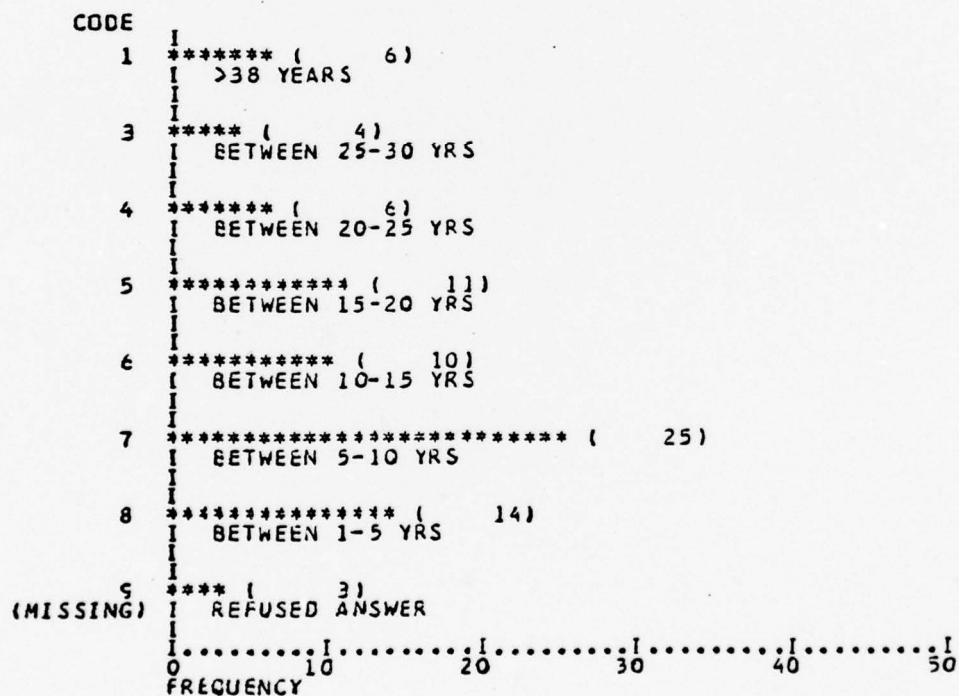 CODE
I
1 ******* ( 6)
I >38 YEARS
I
I
3 ***** ( 4)
I BETWEEN 25-30 YRS
I
I
4 ******* ( 6)
I BETWEEN 20-25 YRS
I
I
5 ************ ( 11)
I BETWEEN 15-20 YRS
I
I
6 *********** ( 10)
I BETWEEN 10-15 YRS
I
I
7 ************************** ( 25)
I BETWEEN 5-10 YRS
I
I
8 *************** ( 14)
I BETWEEN 1-5 YRS
I
I
9 **** ( 3)
(MISSING) I REFUSED ANSWER
I
I.........I.........I.........I.........I.........I
0 10 20 30 40 50
FREQUENCY